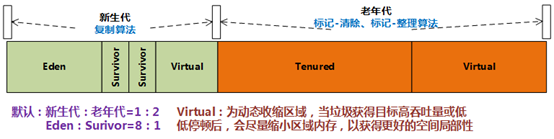 新生代
复制算法
老年代
标记-清除、标记-整理算法
Eden
Survivor
Survivor
Virtual
Tenured
Virtual
默认：新生代：老年代=1：2
Eden：Surivor=8：1
Virtual：为动态收缩区域，当垃圾获得目标高吞吐量或低
低停顿后，会尽量缩小区域内存，以获得更好的空间局部性